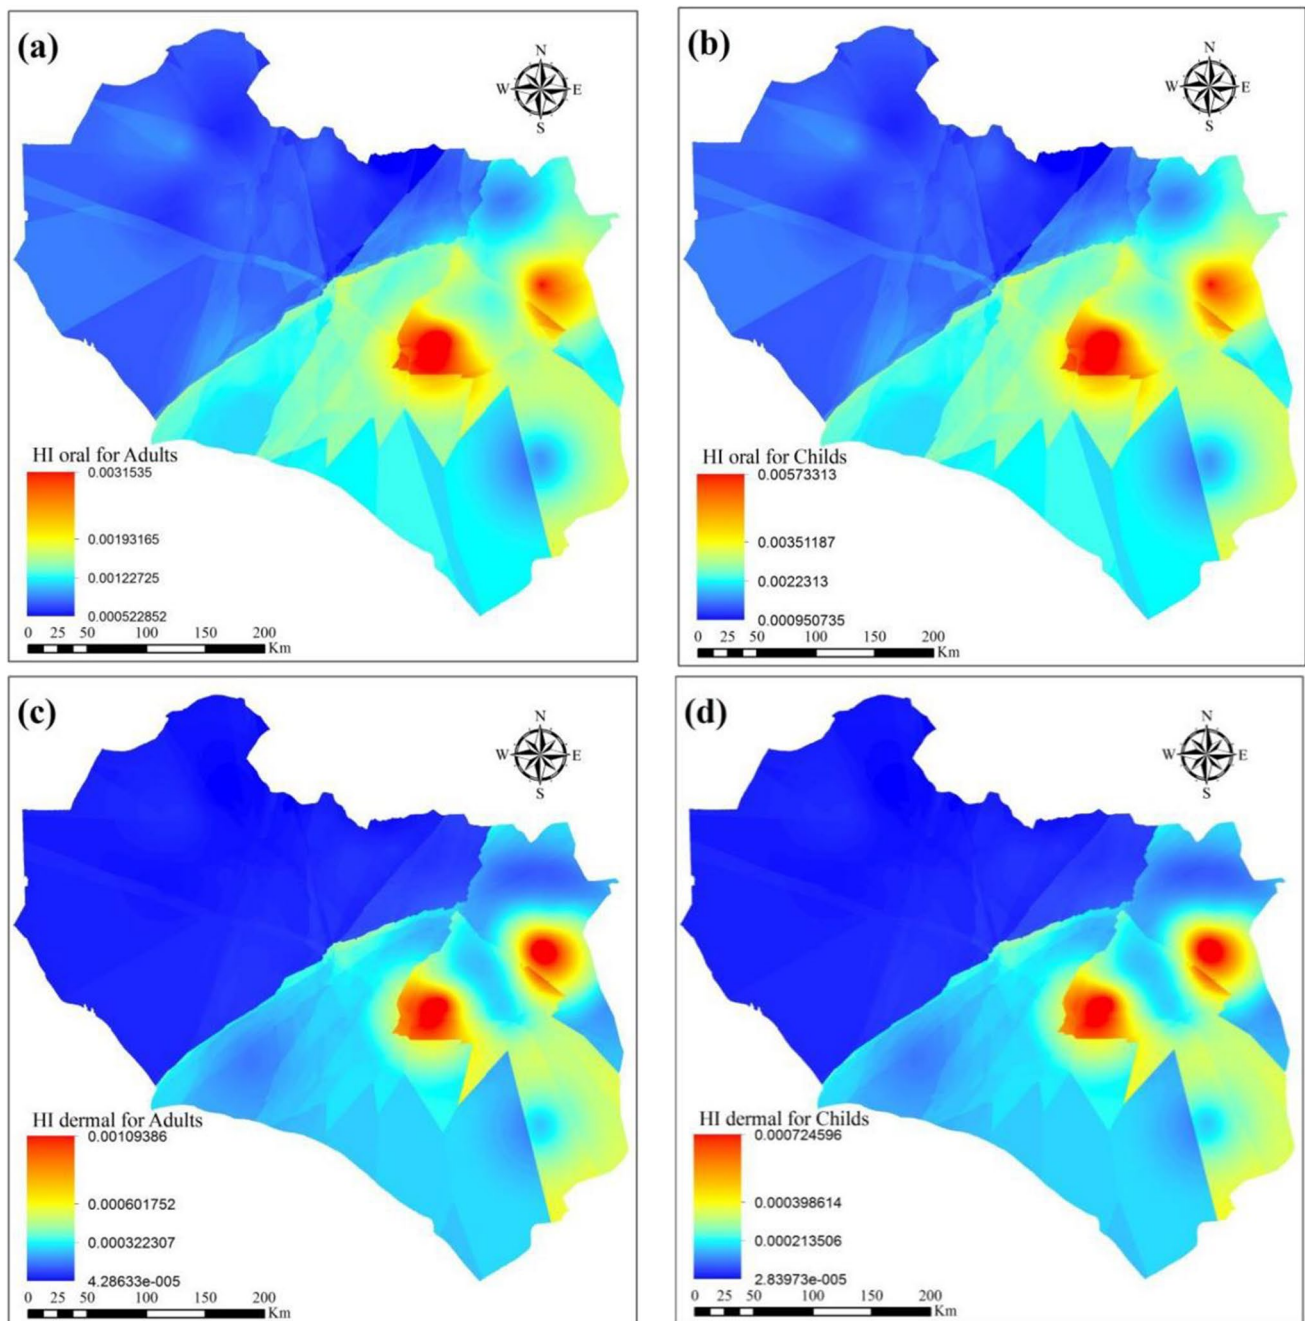 (a)
N
W E
S
HI oral for Adults
0.0031535
0.00193165
0.00122725
0.000522852
0 25 50 100 150 200
Km
(b)
N
W E
S
HI oral for Childs
0.00573313
0.00351187
0.0022313
0.000950735
0 25 50 100 150 200
Km
(c)
N
W E
S
HI dermal for Adults
0.00109386
0.000601752
0.000322307
4.28633e-005
0 25 50 100 150 200
Km
(d)
N
W E
S
HI dermal for Childs
0.000724596
0.000398614
0.000213506
2.83973e-005
0 25 50 100 150 200
Km